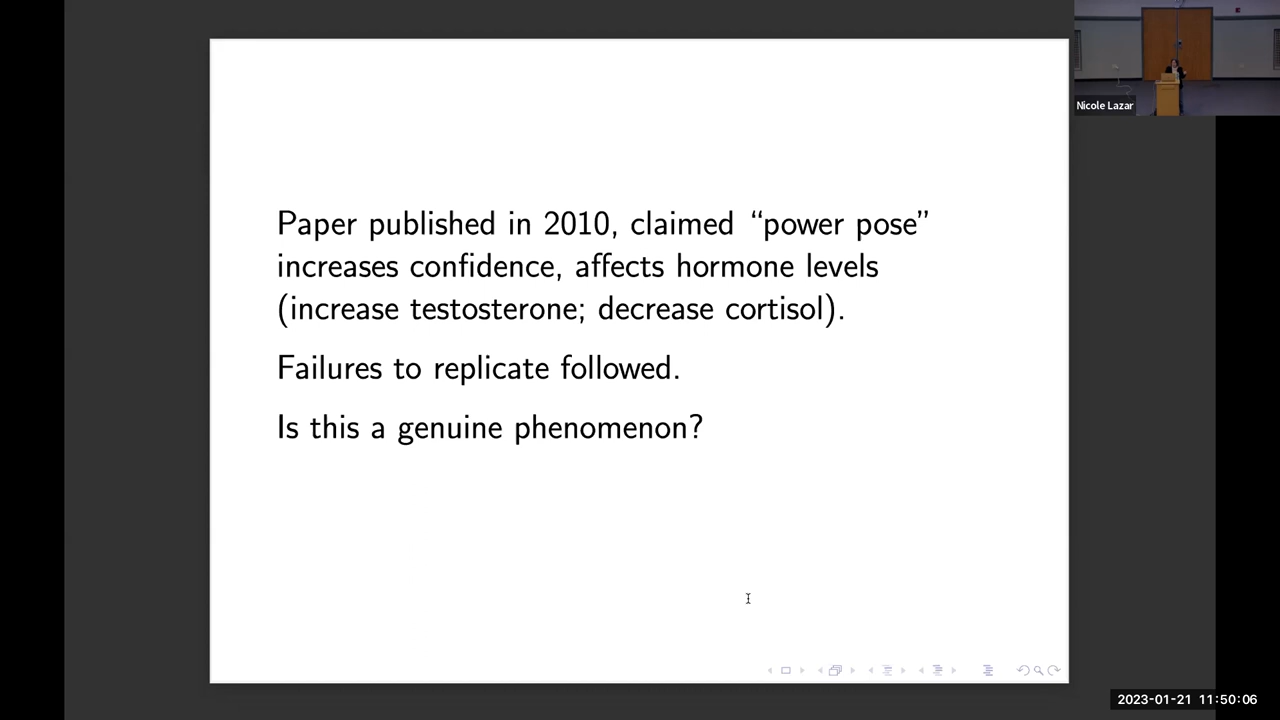 Nicole Lazar
Paper published in 2010, claimed “power pose”
increases confidence, affects hormone levels
(increase testosterone; decrease cortisol).
Failures to replicate followed.
Is this a genuine phenomenon?
2023-01-21 11:50:06